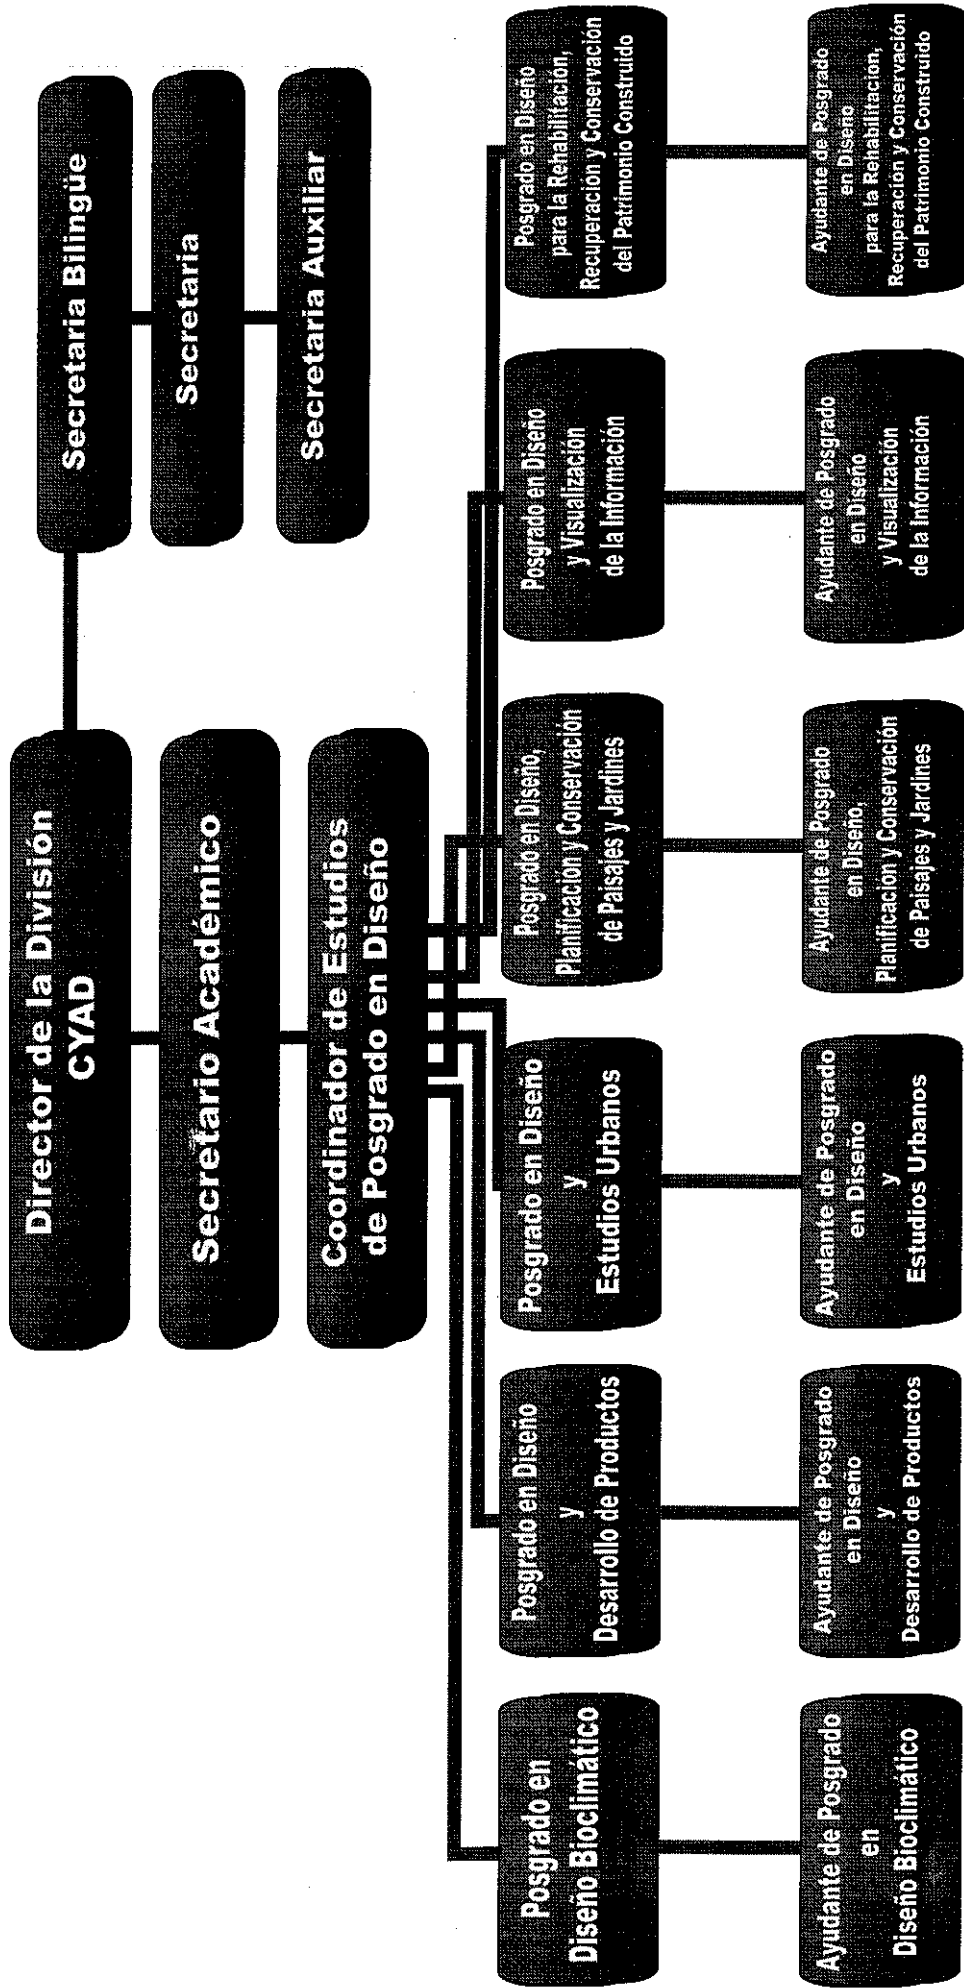 Director de la División
CYAD
Secretaria Bilingüe
Secretaria
Secretaria Auxiliar
Secretario Académico
Coordinador de Estudios
de Posgrado en Diseño
Posgrado en
Diseño Bioclimático
Posgrado en Diseño
y
Desarrollo de Productos
Posgrado en Diseño
y
Estudios Urbanos
Posgrado en Diseño,
Planificación y Conservación
de Paisajes y Jardines
Posgrado en Diseño
y Visualización
de la Información
Posgrado en Diseño
para la Rehabilitación,
Recuperación y Conservación
del Patrimonio Construido
Ayudante de Posgrado
en
Diseño Bioclimático
Ayudante de Posgrado
en Diseño
y
Desarrollo de Productos
Ayudante de Posgrado
en Diseño
y
Estudios Urbanos
Ayudante de Posgrado
en Diseño
Planificacion y Conservación
de Paisajes y Jardines
Ayudante de Posgrado
en Diseño
y Visualización
de la Información
Ayudante de Posgrado
en Diseño
para la Rehabilitación,
Recuperación y Conservación
del Patrimonio Construido